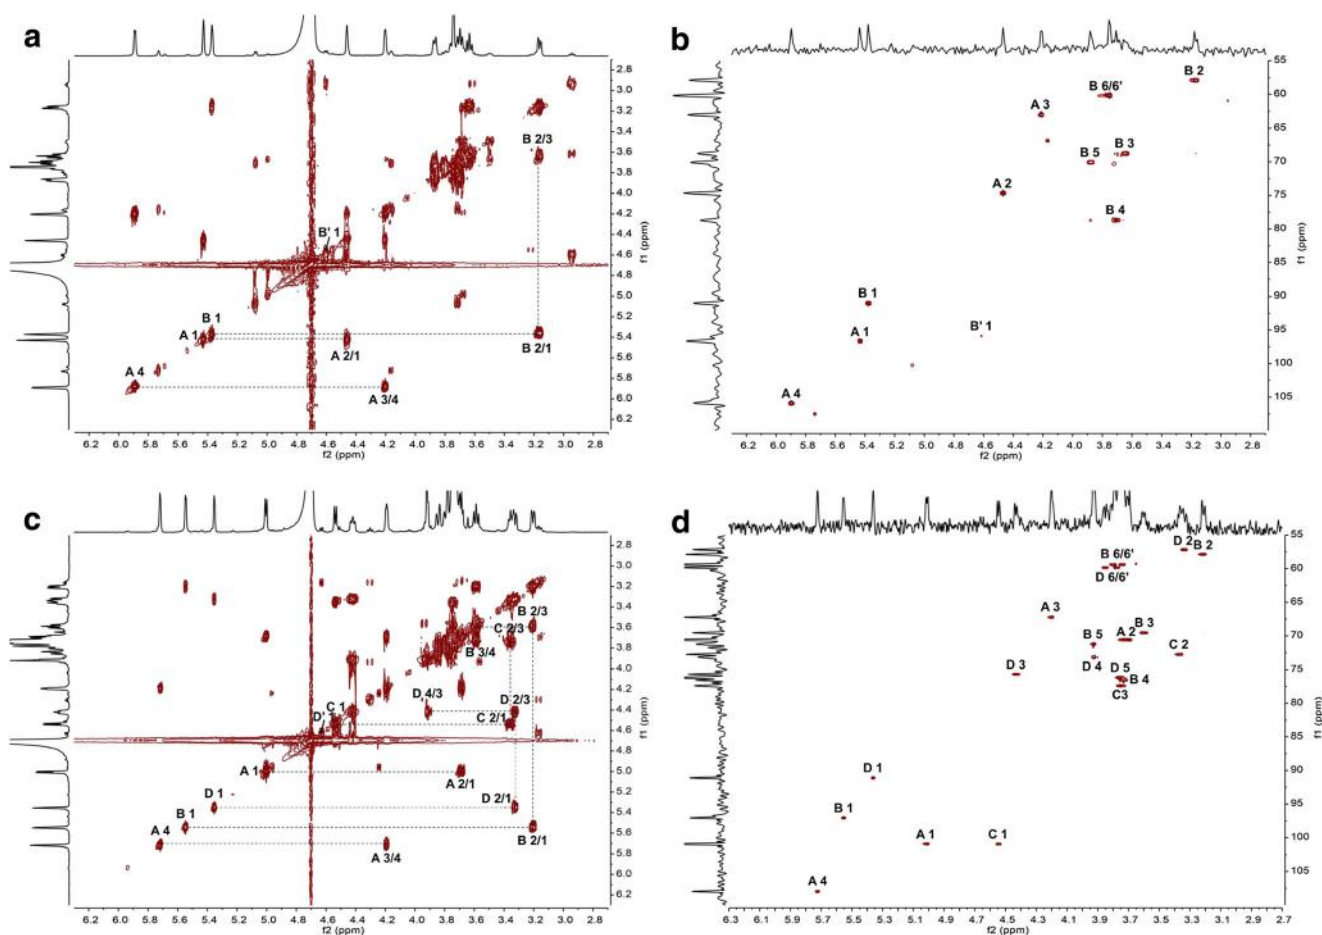 a
2.8
3.0
3.2
3.4
3.6
3.8
4.0
4.2
4.4
4.6
4.8
5.0
5.2
5.4
5.6
5.8
6.0
6.2
f1 (ppm)
B 2/3
B' 1
B 1
A 1
A 2/1
B 2/1
A 4
A 3/4
6.2 6.0 5.8 5.6 5.4 5.2 5.0 4.8 4.6 4.4 4.2 4.0 3.8 3.6 3.4 3.2 3.0 2.8
f2 (ppm)
b
55
60
65
70
75
80
85
90
95
100
105
f1 (ppm)
B 2
B 6/6'
A 3
B 3
B 5
A 2
B 4
B 1
B' 1
A 1
A 4
6.2 6.0 5.8 5.6 5.4 5.2 5.0 4.8 4.6 4.4 4.2 4.0 3.8 3.6 3.4 3.2 3.0 2.8
f2 (ppm)
c
2.8
3.0
3.2
3.4
3.6
3.8
4.0
4.2
4.4
4.6
4.8
5.0
5.2
5.4
5.6
5.8
6.0
6.2
f1 (ppm)
B 2/3
C 2/3
B 3/4
D 4/3
D 2/3
C 1
D' 1
C 2/1
A 1
A 2/1
D 1
D 2/1
B 1
B 2/1
A 4
A 3/4
6.2 6.0 5.8 5.6 5.4 5.2 5.0 4.8 4.6 4.4 4.2 4.0 3.8 3.6 3.4 3.2 3.0 2.8
f2 (ppm)
d
55
60
65
70
75
80
85
90
95
100
105
f1 (ppm)
D 2
B 2
B 6/6'
D 6/6'
A 3
B 3
B 5
A 2
C 2
D 4
D 3
D 5
B 4
C3
D 1
B 1
A 1
C 1
A 4
6.3 6.1 5.9 5.7 5.5 5.3 5.1 4.9 4.7 4.5 4.3 4.1 3.9 3.7 3.5 3.3 3.1 2.9 2.7
f2 (ppm)